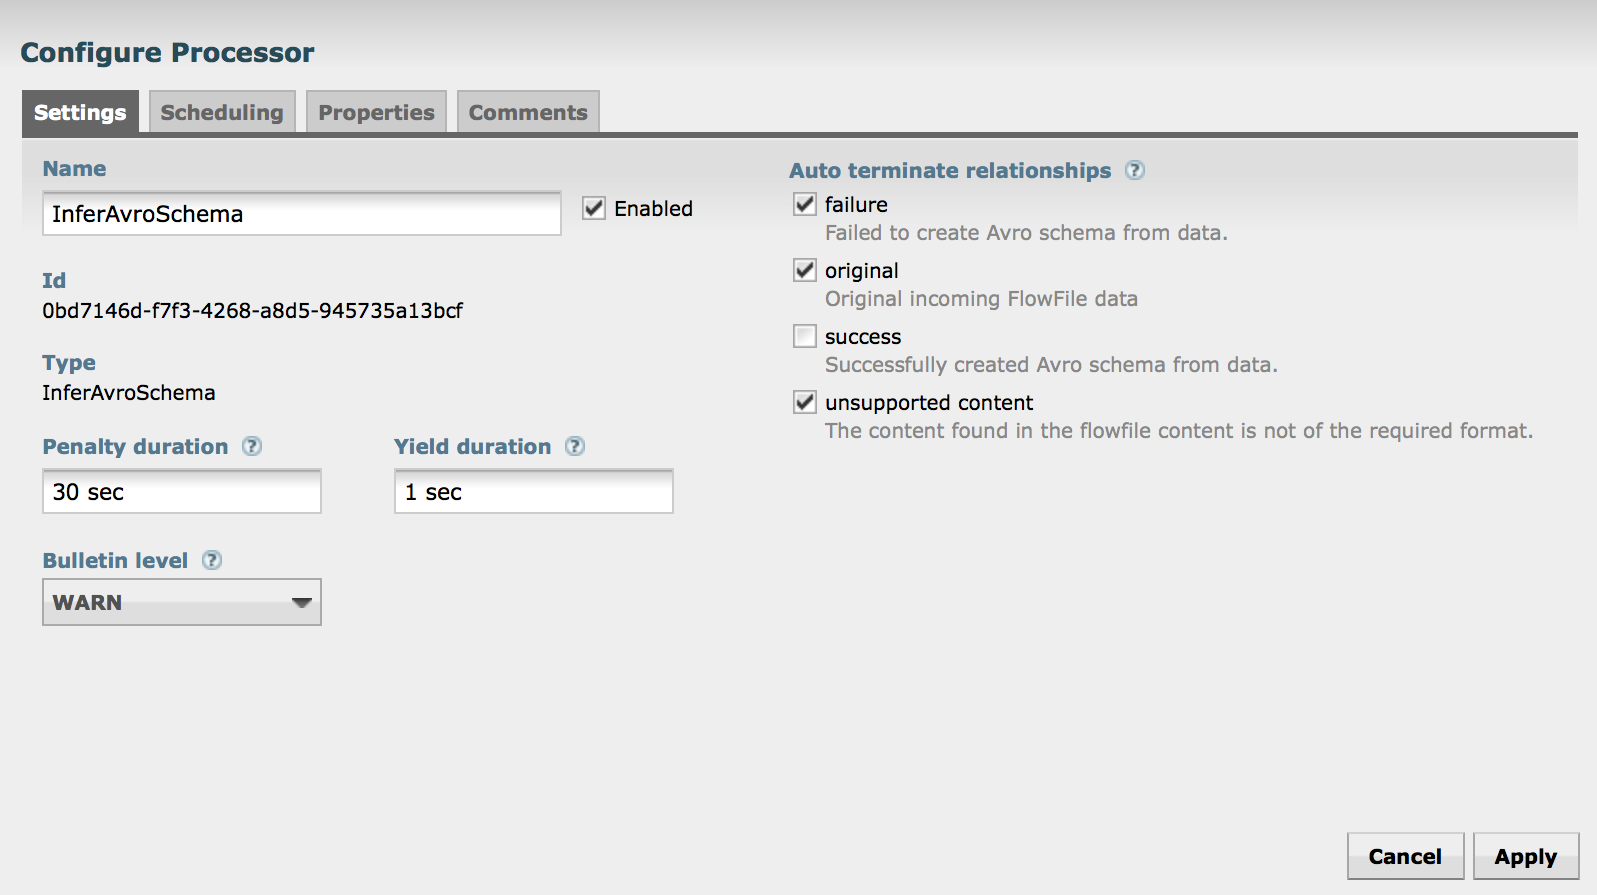 Configure Processor
Settings
Scheduling
Properties
Comments
Name
InferAvroSchema
Enabled
Id
0bd7146d-f7f3-4268-a8d5-945735a13bcf
Type
InferAvroSchema
Penalty duration ?
Yield duration ?
30 sec
1 sec
Bulletin level ?
WARN
Auto terminate relationships ?
failure
Failed to create Avro schema from data.
original
Original incoming FlowFile data
success
Successfully created Avro schema from data.
unsupported content
The content found in the flowfile content is not of the required format.
Cancel
Apply